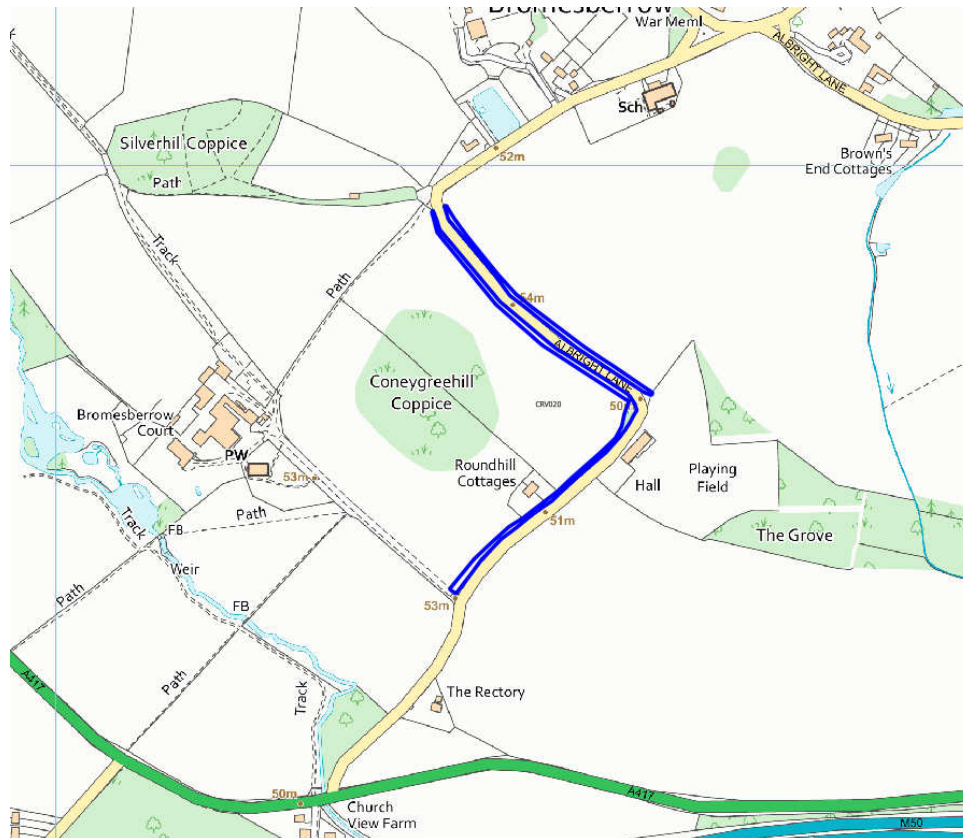 Bromesberrow
War Meml
ALBRIGHT LANE
Sch
Silverhill Coppice
52m
Brown's
End Cottages
Path
Track
Path
54m
ALBRIGHT LANE
Coneygreehill
Coppice
CRV020
50m
Bromesberrow
Court
PW
Roundhill
Cottages
Playing
Field
Hall
53m
51m
The Grove
Track
Path
FB
Weir
Path
FB
53m
A417
Path
Track
The Rectory
50m
Church
View Farm
A417
M50